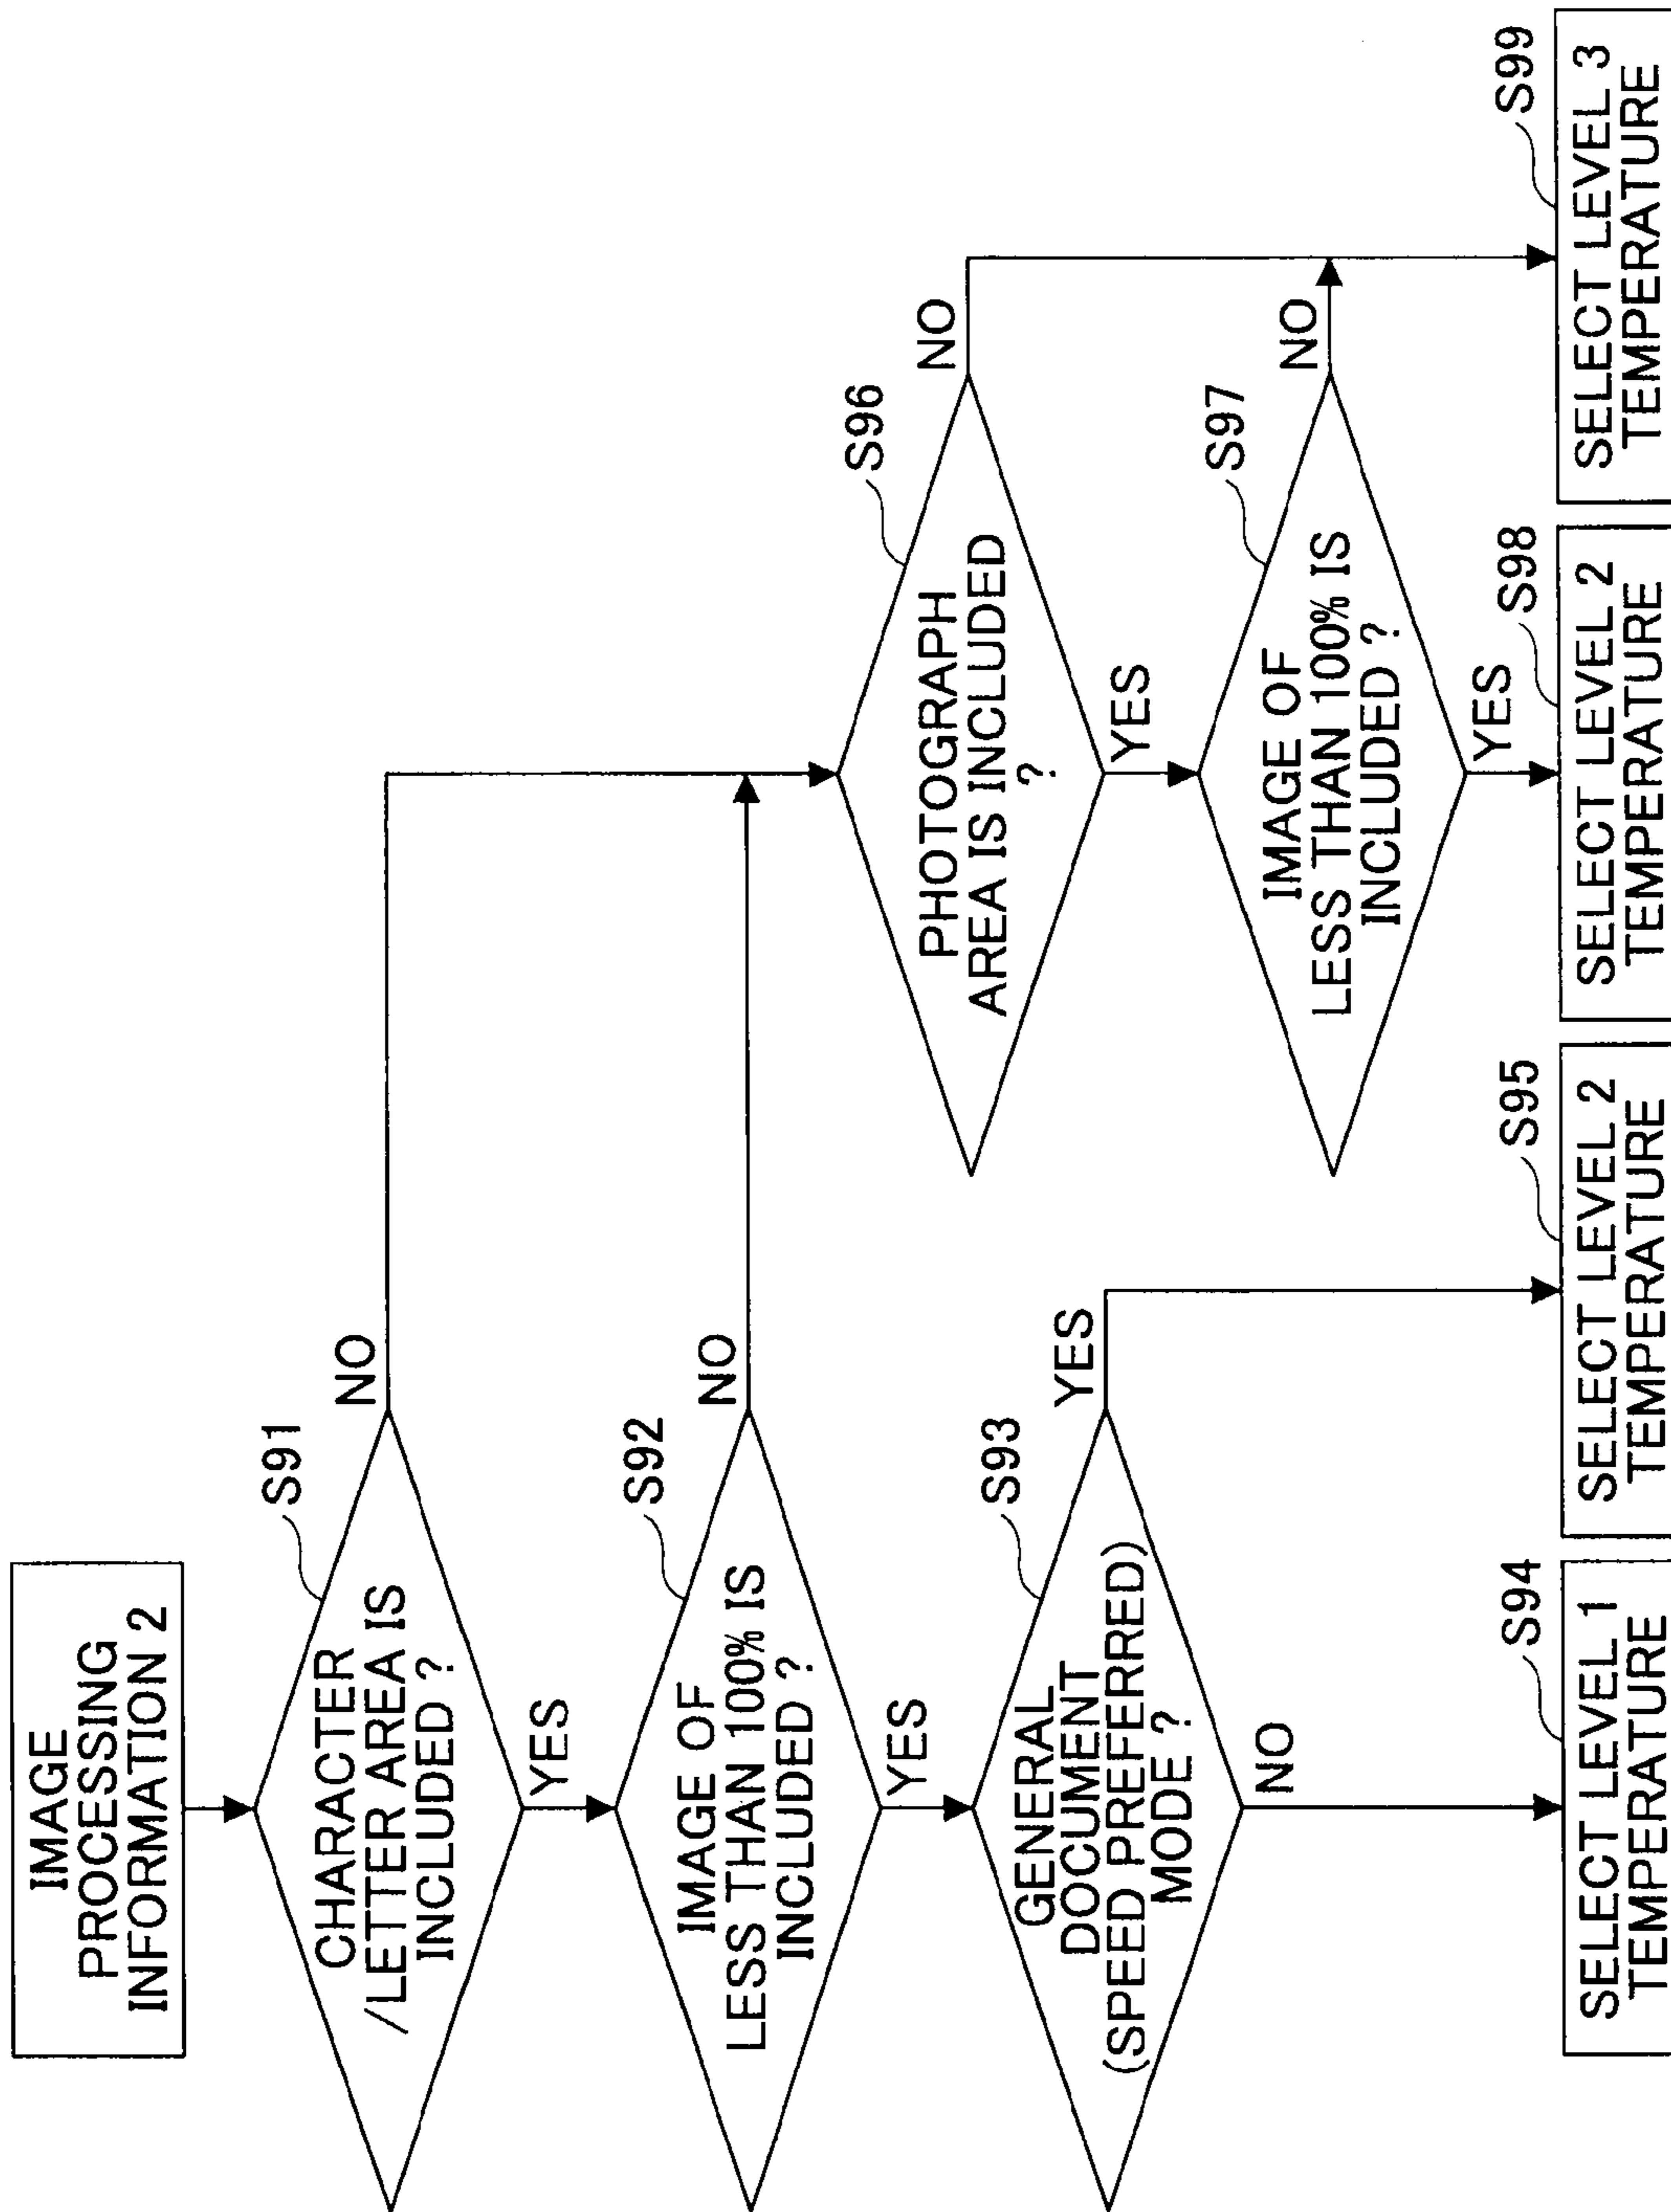 IMAGE
PROCESSING
INFORMATION 2
S91
CHARACTER
/LETTER AREA IS
INCLUDED ?
NO
YES
S92
IMAGE OF
LESS THAN 100% IS
INCLUDED ?
NO
YES
S93
GENERAL
DOCUMENT
(SPEED PREFERRED)
MODE ?
YES
NO
S96
PHOTOGRAPH
AREA IS INCLUDED
?
NO
YES
S97
IMAGE OF
LESS THAN 100% IS
INCLUDED ?
NO
YES
S94
SELECT LEVEL 1
TEMPERATURE
S95
SELECT LEVEL 2
TEMPERATURE
S98
SELECT LEVEL 2
TEMPERATURE
S99
SELECT LEVEL 3
TEMPERATURE